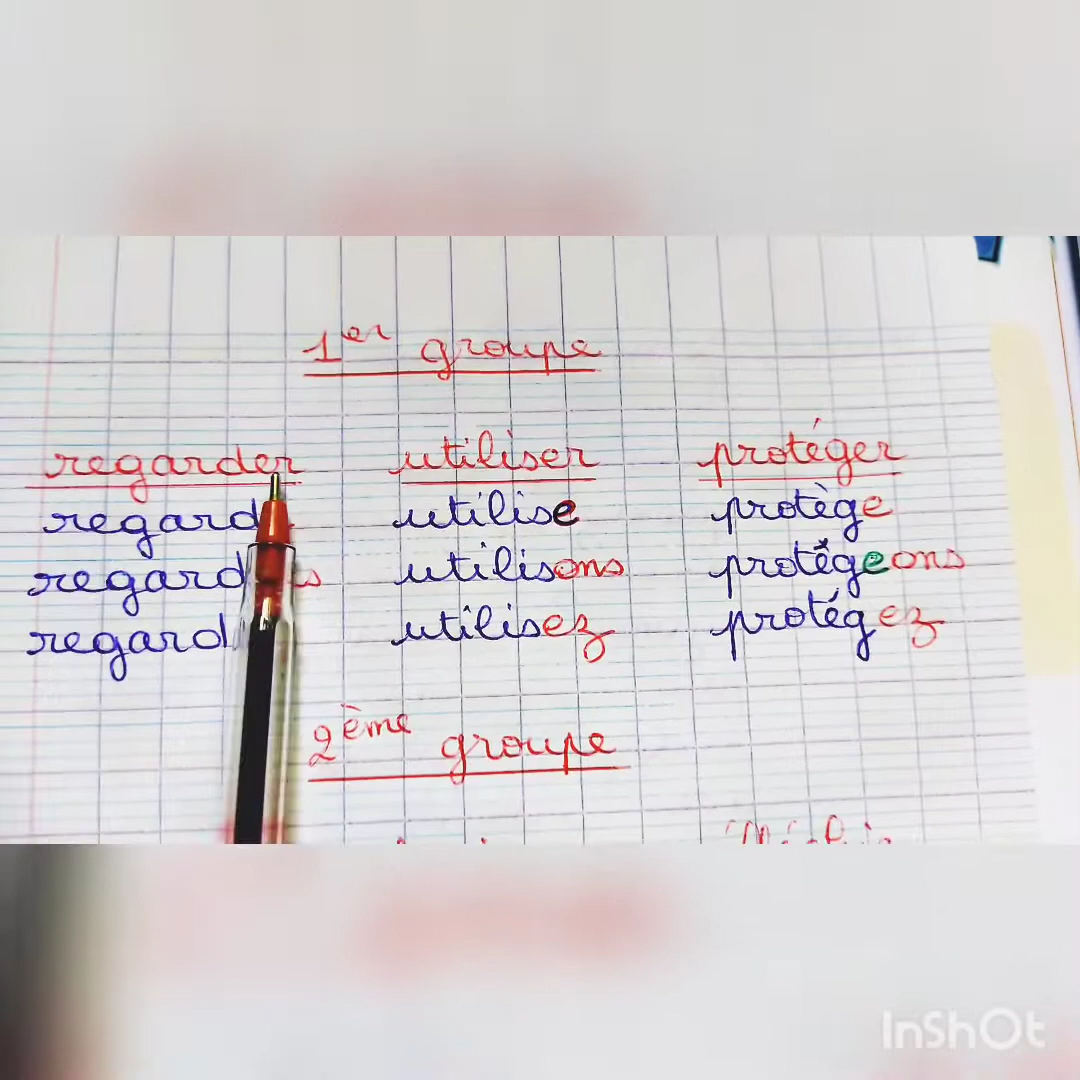 1er groupe
regarder utiliser protéger
regard utilise protège
regard s utilisons protégeons
regard utilisez protégez
2ème groupe
InShOt